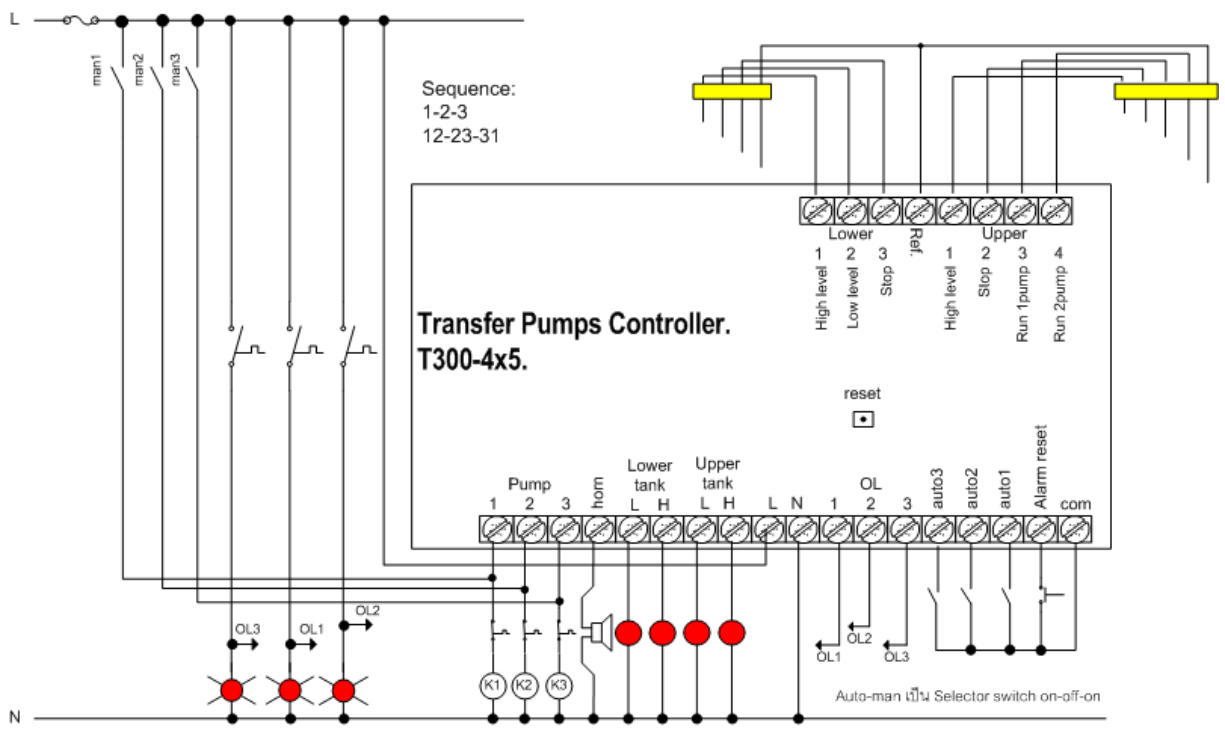 L
man1
man2
man3
Sequence:
1-2-3
12-23-31
Lower
Ref.
Upper
1
2
3
1
2
3
4
High level
Low level
Stop
High level
Stop
Run 1pump
Run 2pump
Transfer Pumps Controller.
T300-4x5.
reset
Pump
1
2
3
horn
Lower
tank
L H
Upper
tank
L H
L
N
OL
1
2
3
auto3
auto2
auto1
Alarm reset
com
OL3
OL1
OL2
OL1
OL2
OL3
K1
K2
K3
Auto-man เป็น Selector switch on-off-on
N